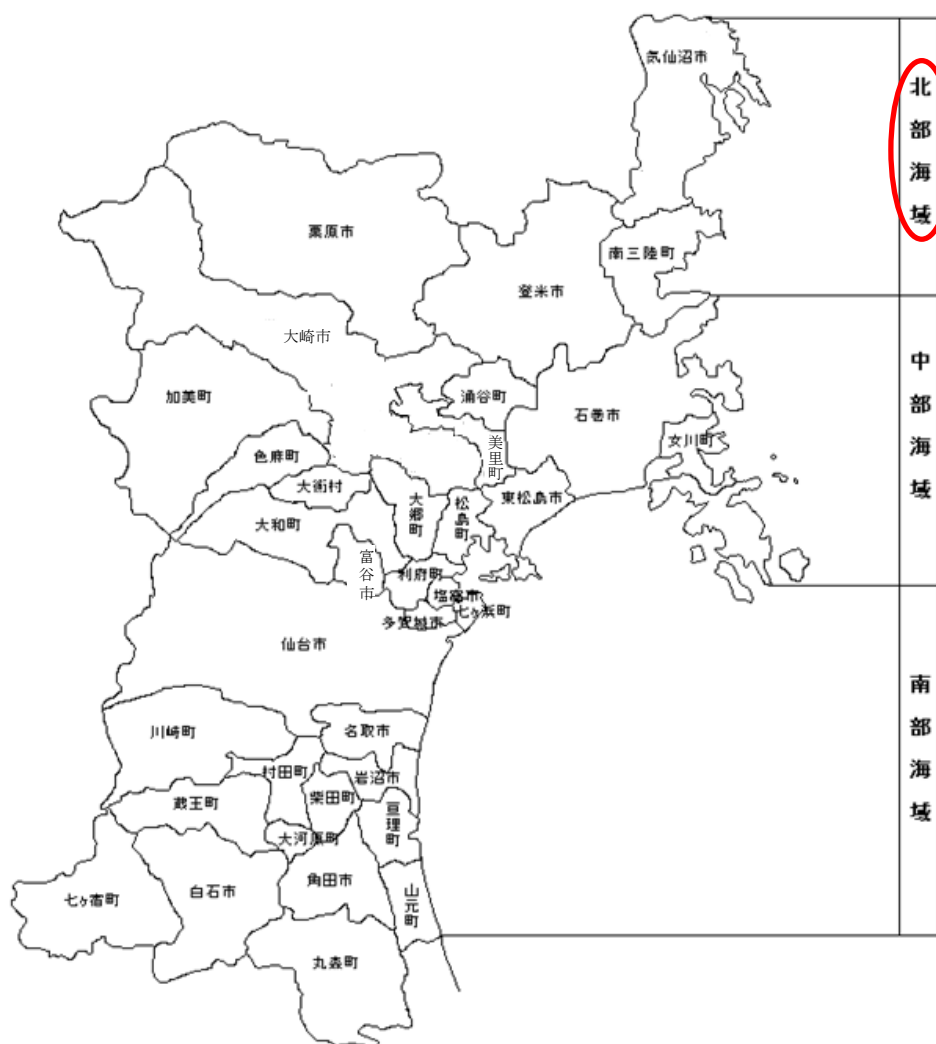 気仙沼市
北部海域
栗原市
南三陸町
登米市
大崎市
中部海域
加美町
涌谷町
石巻市
女川町
美里町
色麻町
大衡村
東松島市
大郷町
松島町
大和町
富谷市
利府町
塩竈市
七ヶ浜町
多賀城市
仙台市
南部海域
川崎町
名取市
村田町
岩沼市
柴田町
蔵王町
亘理町
大河原町
角田市
白石市
七ヶ宿町
山元町
丸森町